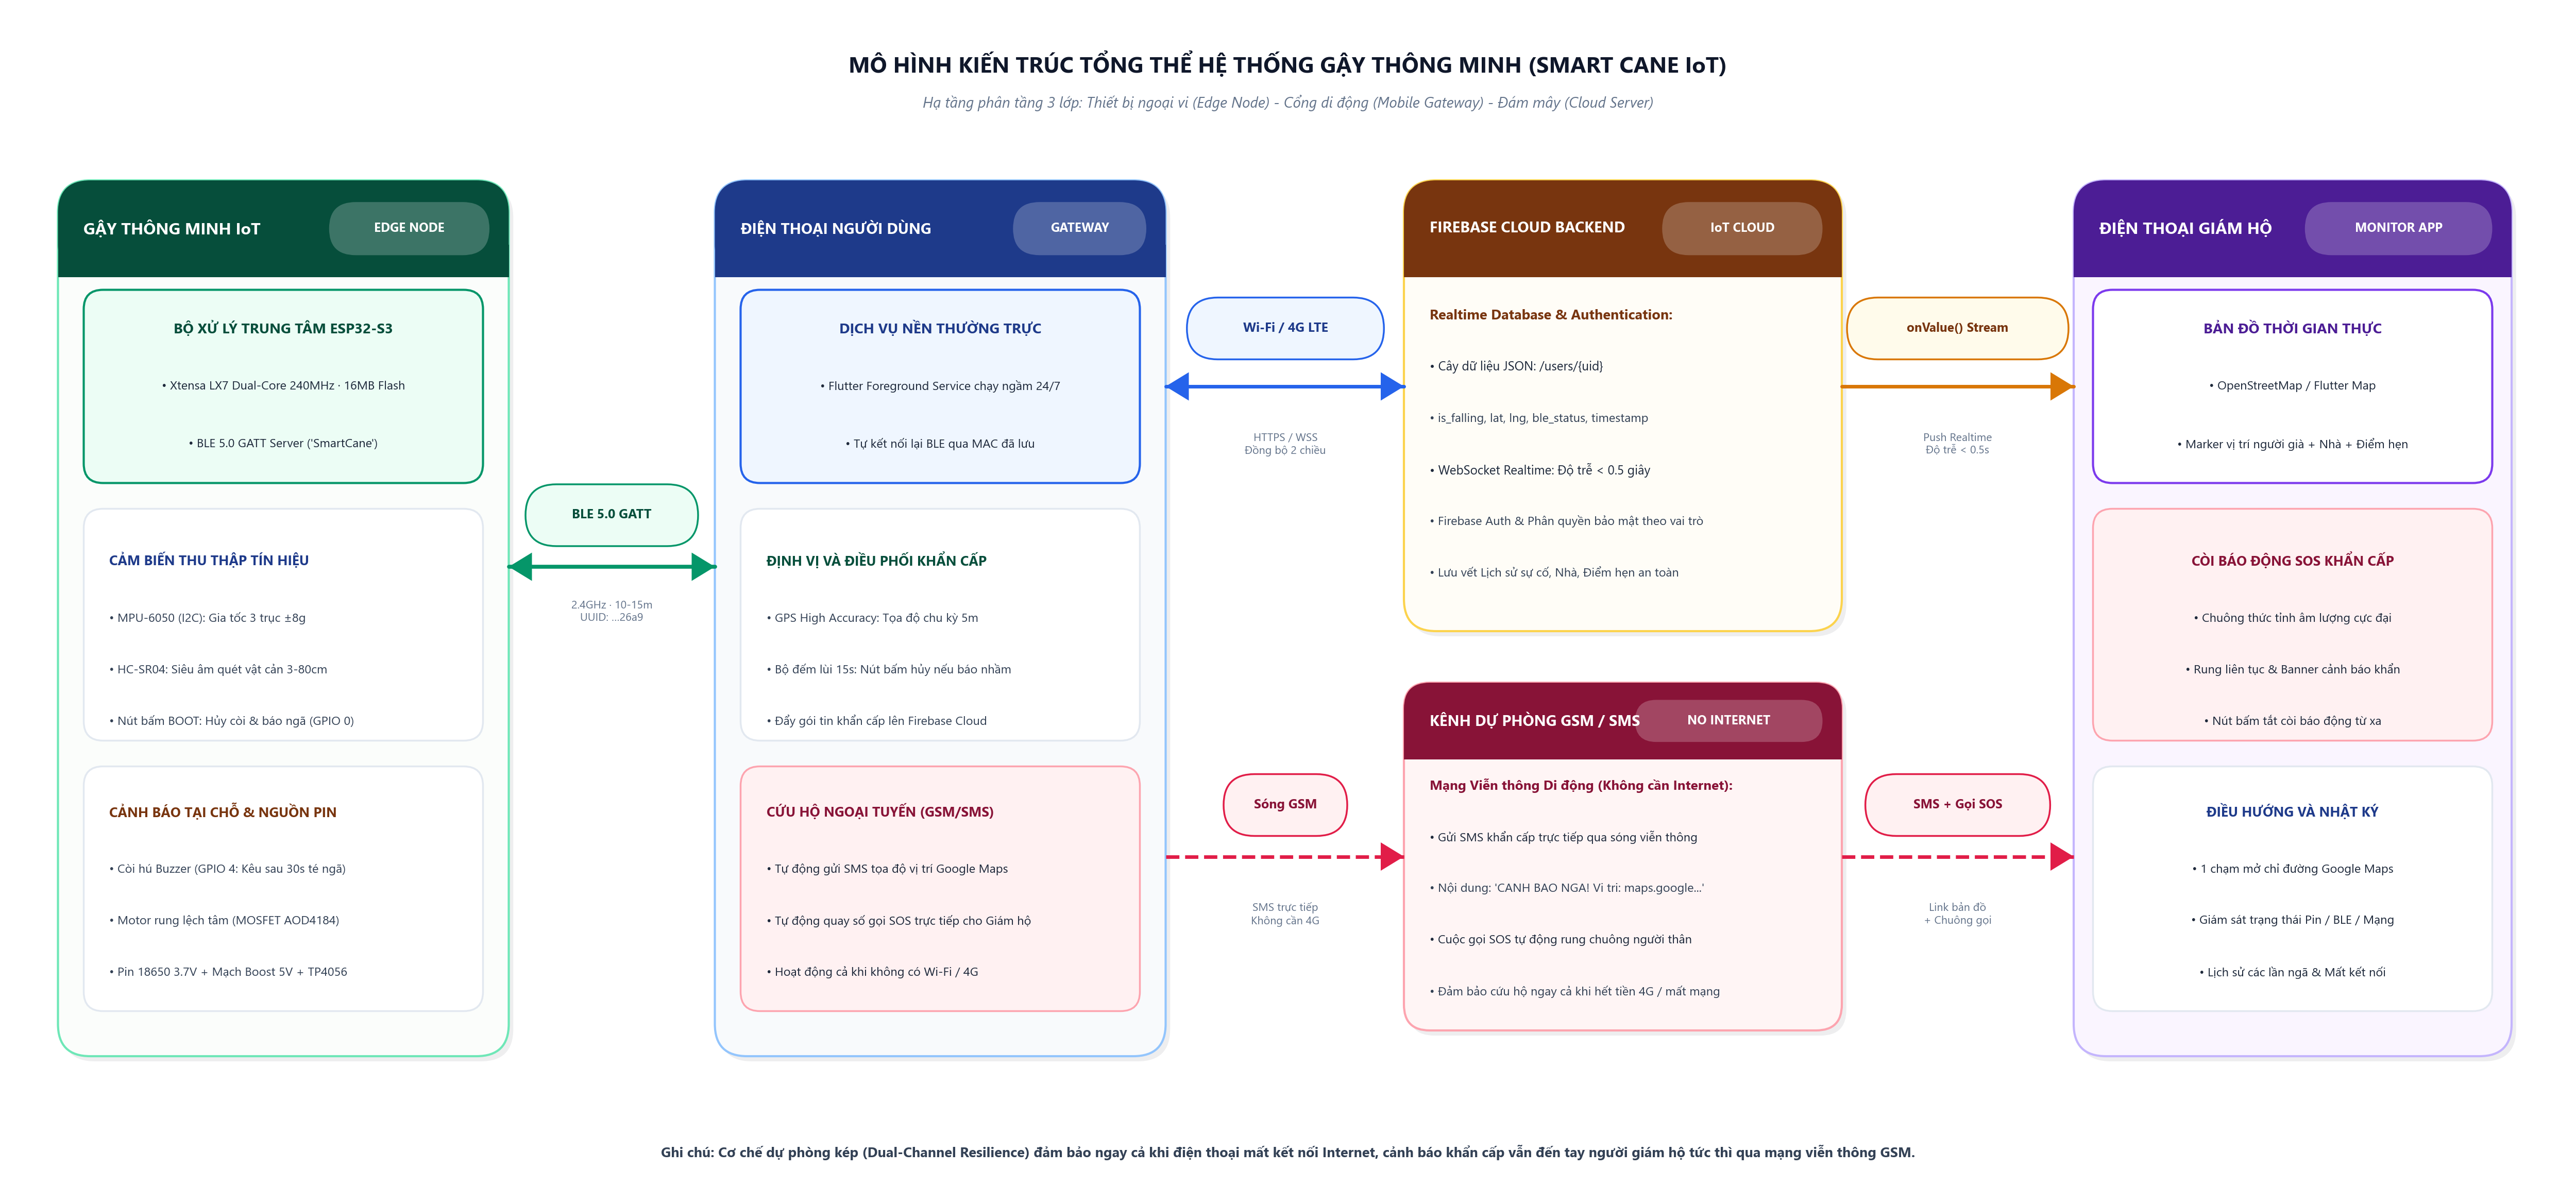 MÔ HÌNH KIẾN TRÚC TỔNG THỂ HỆ THỐNG GẬY THÔNG MINH (SMART CANE IoT)
Hạ tầng phân tầng 3 lớp: Thiết bị ngoại vi (Edge Node) - Cổng di động (Mobile Gateway) - Đám mây (Cloud Server)
GẬY THÔNG MINH IoT
EDGE NODE
BỘ XỬ LÝ TRUNG TÂM ESP32-S3
• Xtensa LX7 Dual-Core 240MHz · 16MB Flash
• BLE 5.0 GATT Server ('SmartCane')
CẢM BIẾN THU THẬP TÍN HIỆU
• MPU-6050 (I2C): Gia tốc 3 trục ±8g
• HC-SR04: Siêu âm quét vật cản 3-80cm
• Nút bấm BOOT: Hủy còi & báo ngã (GPIO 0)
CẢNH BÁO TẠI CHỖ & NGUỒN PIN
• Còi hú Buzzer (GPIO 4: Kêu sau 30s té ngã)
• Motor rung lệch tâm (MOSFET AOD4184)
• Pin 18650 3.7V + Mạch Boost 5V + TP4056
BLE 5.0 GATT
2.4GHz · 10-15m
UUID: ...26a9
ĐIỆN THOẠI NGƯỜI DÙNG
GATEWAY
DỊCH VỤ NỀN THƯỜNG TRỰC
• Flutter Foreground Service chạy ngầm 24/7
• Tự kết nối lại BLE qua MAC đã lưu
ĐỊNH VỊ VÀ ĐIỀU PHỐI KHẨN CẤP
• GPS High Accuracy: Tọa độ chu kỳ 5m
• Bộ đếm lùi 15s: Nút bấm hủy nếu báo nhầm
• Đẩy gói tin khẩn cấp lên Firebase Cloud
CỨU HỘ NGOẠI TUYẾN (GSM/SMS)
• Tự động gửi SMS tọa độ vị trí Google Maps
• Tự động quay số gọi SOS trực tiếp cho Giám hộ
• Hoạt động cả khi không có Wi-Fi / 4G
Wi-Fi / 4G LTE
HTTPS / WSS
Đồng bộ 2 chiều
Sóng GSM
SMS trực tiếp
Không cần 4G
FIREBASE CLOUD BACKEND
IoT CLOUD
Realtime Database & Authentication:
• Cây dữ liệu JSON: /users/{uid}
• is_falling, lat, lng, ble_status, timestamp
• WebSocket Realtime: Độ trễ < 0.5 giây
• Firebase Auth & Phân quyền bảo mật theo vai trò
• Lưu vết Lịch sử sự cố, Nhà, Điểm hẹn an toàn
KÊNH DỰ PHÒNG GSM / SMS
NO INTERNET
Mạng Viễn thông Di động (Không cần Internet):
• Gửi SMS khẩn cấp trực tiếp qua sóng viễn thông
• Nội dung: 'CANH BAO NGA! Vi tri: maps.google...'
• Cuộc gọi SOS tự động rung chuông người thân
• Đảm bảo cứu hộ ngay cả khi hết tiền 4G / mất mạng
onValue() Stream
Push Realtime
Độ trễ < 0.5s
SMS + Gọi SOS
Link bản đồ
+ Chuông gọi
ĐIỆN THOẠI GIÁM HỘ
MONITOR APP
BẢN ĐỒ THỜI GIAN THỰC
• OpenStreetMap / Flutter Map
• Marker vị trí người già + Nhà + Điểm hẹn
CÒI BÁO ĐỘNG SOS KHẨN CẤP
• Chuông thức tỉnh âm lượng cực đại
• Rung liên tục & Banner cảnh báo khẩn
• Nút bấm tắt còi báo động từ xa
ĐIỀU HƯỚNG VÀ NHẬT KÝ
• 1 chạm mở chỉ đường Google Maps
• Giám sát trạng thái Pin / BLE / Mạng
• Lịch sử các lần ngã & Mất kết nối
Ghi chú: Cơ chế dự phòng kép (Dual-Channel Resilience) đảm bảo ngay cả khi điện thoại mất kết nối Internet, cảnh báo khẩn cấp vẫn đến tay người giám hộ tức thì qua mạng viễn thông GSM.